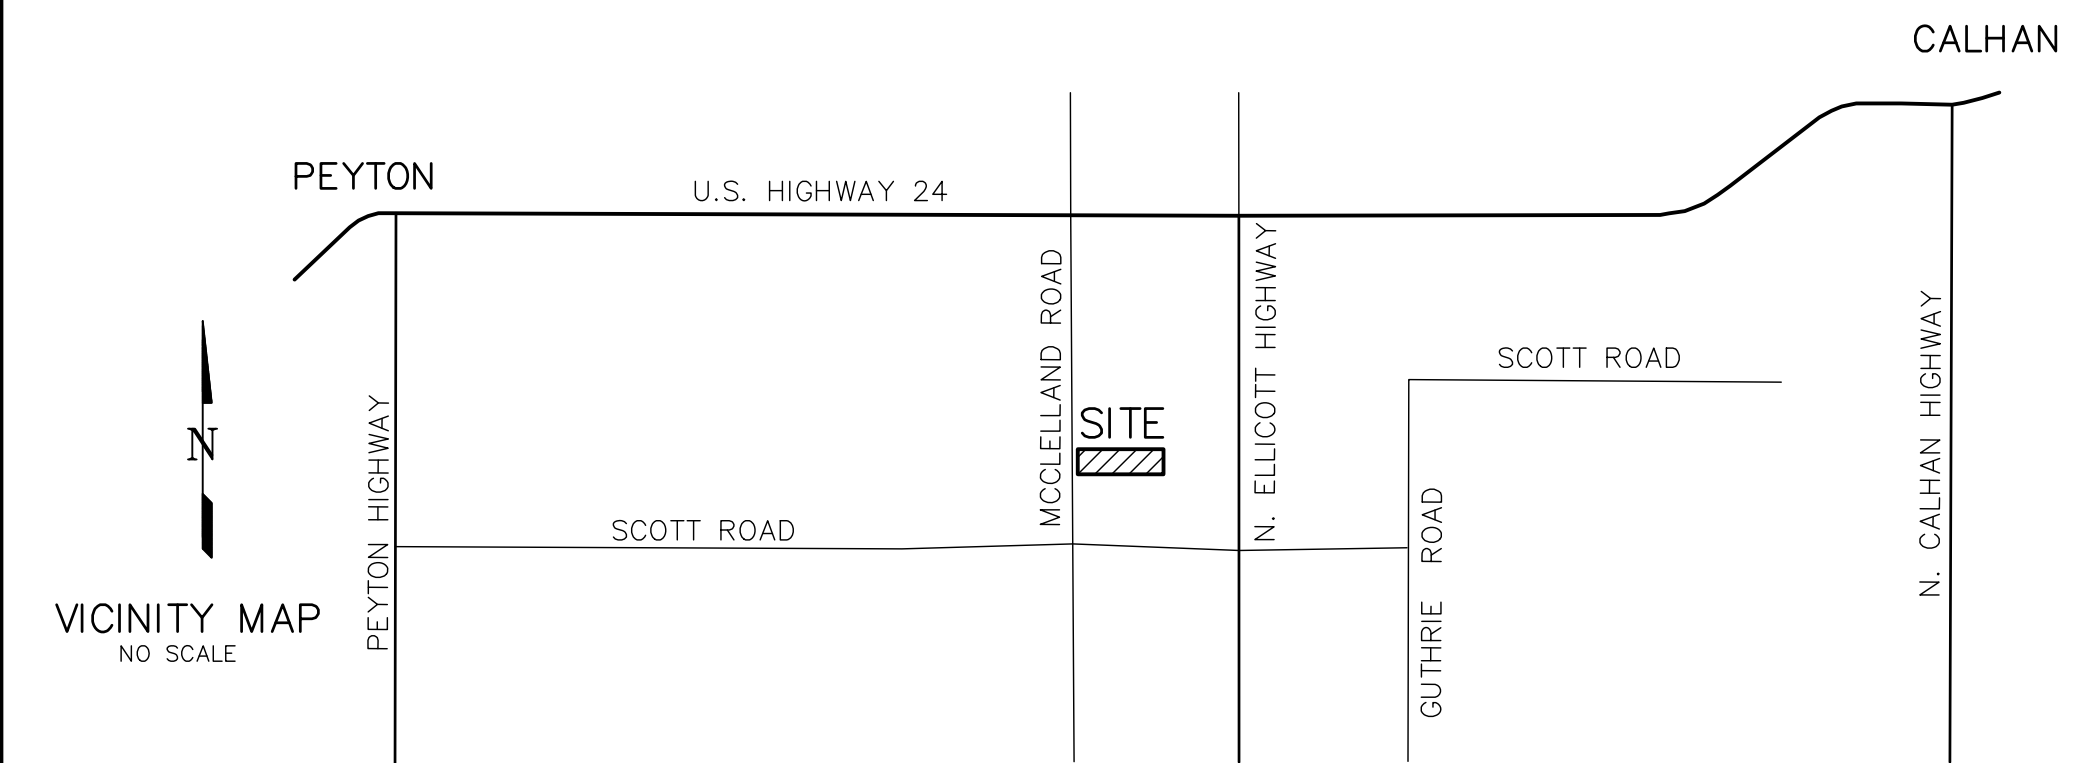 CALHAN
PEYTON
U.S. HIGHWAY 24
MCCLELLAND ROAD
N. ELLICOTT HIGHWAY
N. CALHAN HIGHWAY
SCOTT ROAD
PEYTON HIGHWAY
SITE
N
SCOTT ROAD
GUTHRIE ROAD
VICINITY MAP
NO SCALE